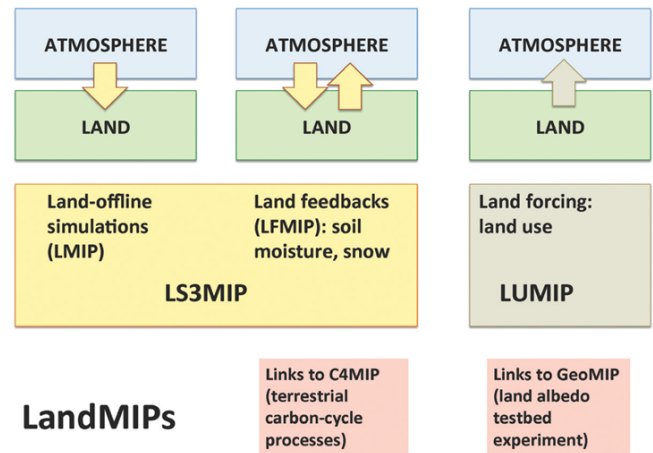 ATMOSPHERE
LAND
ATMOSPHERE
LAND
ATMOSPHERE
LAND
Land-offline
simulations
(LMIP)
Land feedbacks
(LFMIP): soil
moisture, snow
LS3MIP
Land forcing:
land use
LUMIP
LandMIPs
Links to C4MIP
(terrestrial
carbon-cycle
processes)
Links to GeoMIP
(land albedo
testbed
experiment)